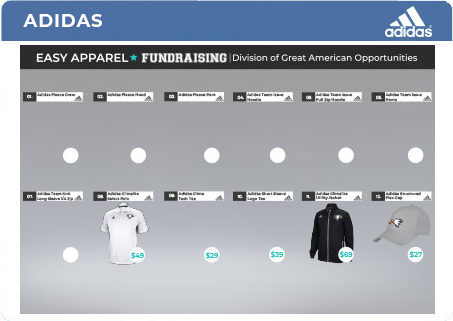 ADIDAS
adidas
EASY APPAREL★ FUNDRAISING | Division of Great American Opportunities
01. Adidas Fleece Crew
02. Adidas Fleece Hood
03. Adidas Fleece Pant
04. Adidas Team Issue Hoodie
05. Adidas Team Issue Full Zip Hoodie
06. Adidas Team Issue Pants
07. Adidas Team Knit Long Sleeve 1/4 Zip
08. Adidas Climalite Select Polo
09. Adidas Clima Tech Tee
10. Adidas Short Sleeve Logo Tee
11. Adidas Climalite Utility Jacket
12. Adidas Structured Flex Cap
$49
$29
$39
$69
$27